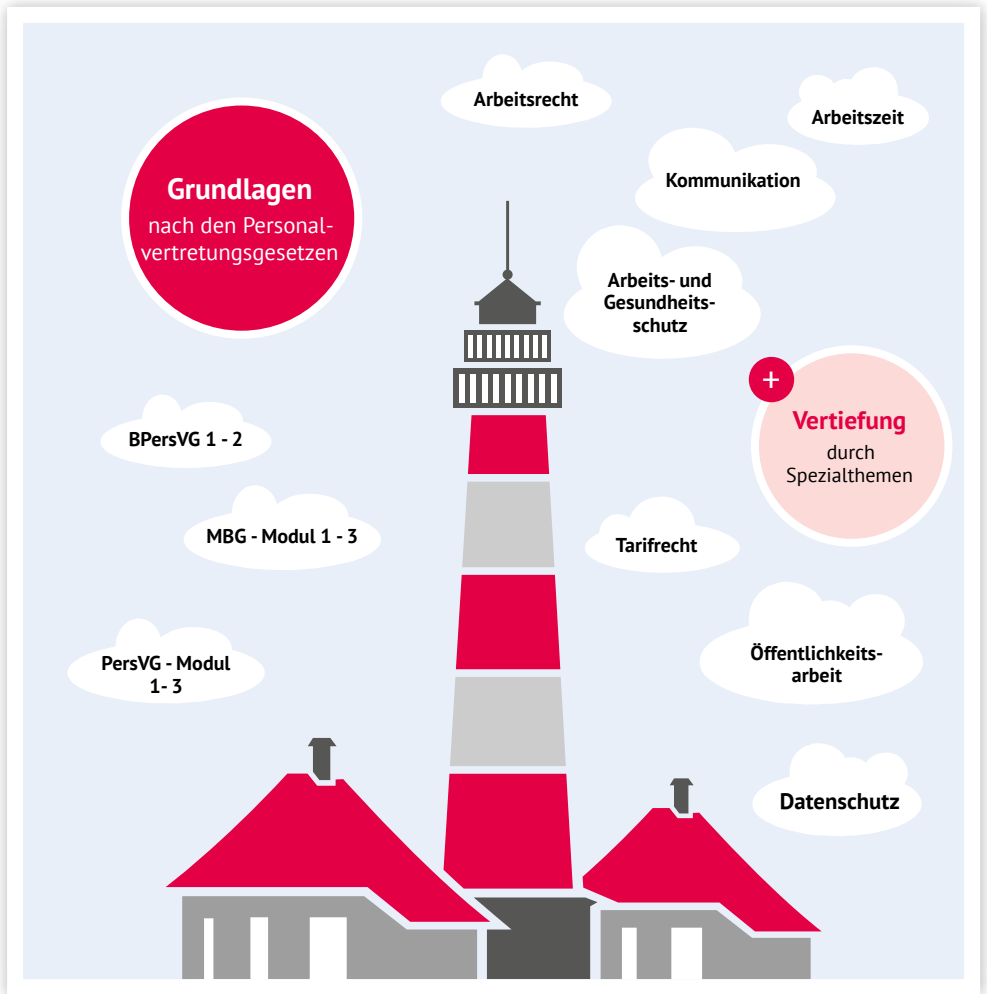 Arbeitsrecht
Arbeitszeit
Grundlagen
nach den Personal-
vertretungsgesetzen
Kommunikation
Arbeits- und
Gesundheits-
schutz
+
Vertiefung
durch
Spezialthemen
BPersVG 1 - 2
MBG - Modul 1 - 3
Tarifrecht
PersVG - Modul
1- 3
Öffentlichkeits-
arbeit
Datenschutz